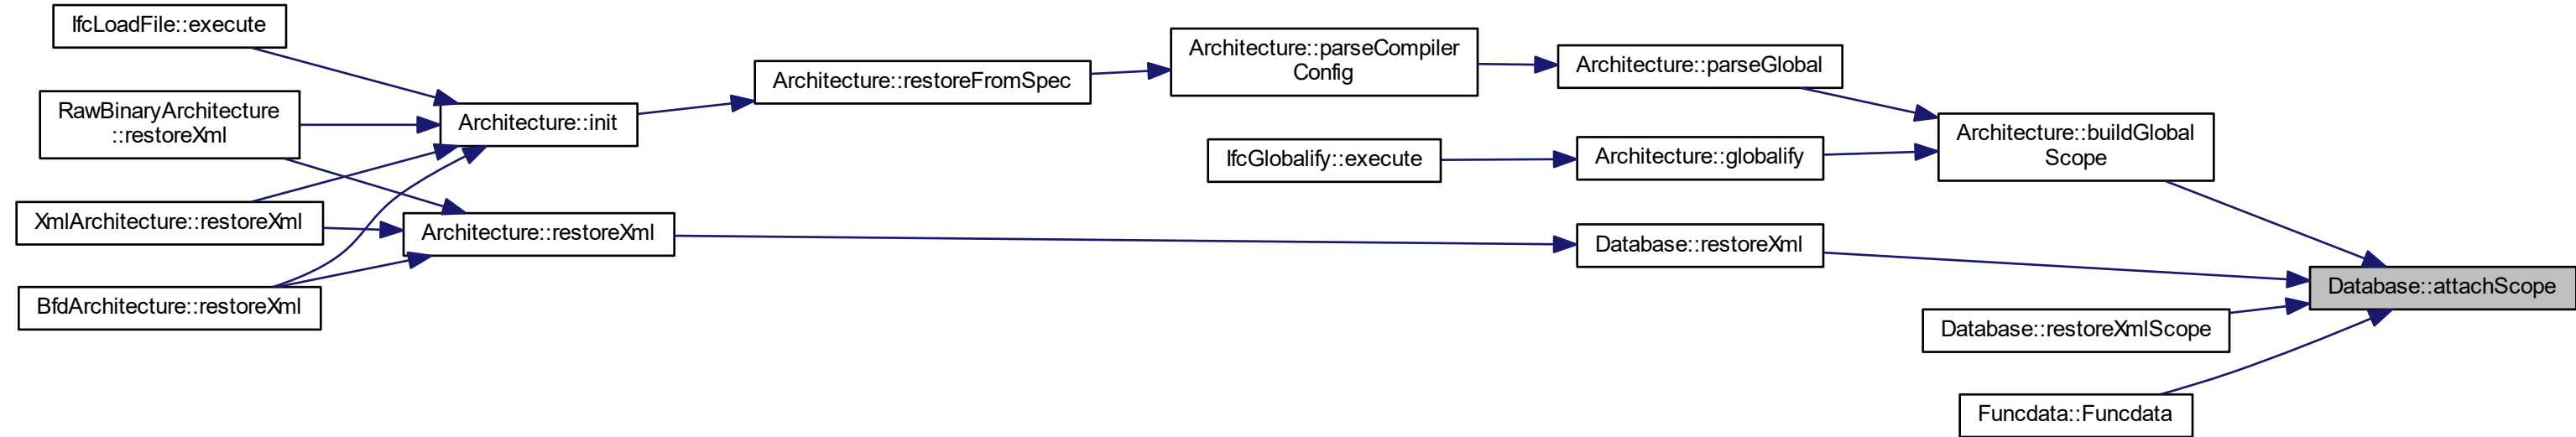 IfcLoadFile::execute
RawBinaryArchitecture
::restoreXml
XmlArchitecture::restoreXml
BfdArchitecture::restoreXml
Architecture::init
Architecture::restoreXml
Architecture::restoreFromSpec
Architecture::parseCompiler
Config
IfcGlobalify::execute
Architecture::parseGlobal
Architecture::globalify
Database::restoreXml
Architecture::buildGlobal
Scope
Database::restoreXmlScope
Funcdata::Funcdata
Database::attachScope